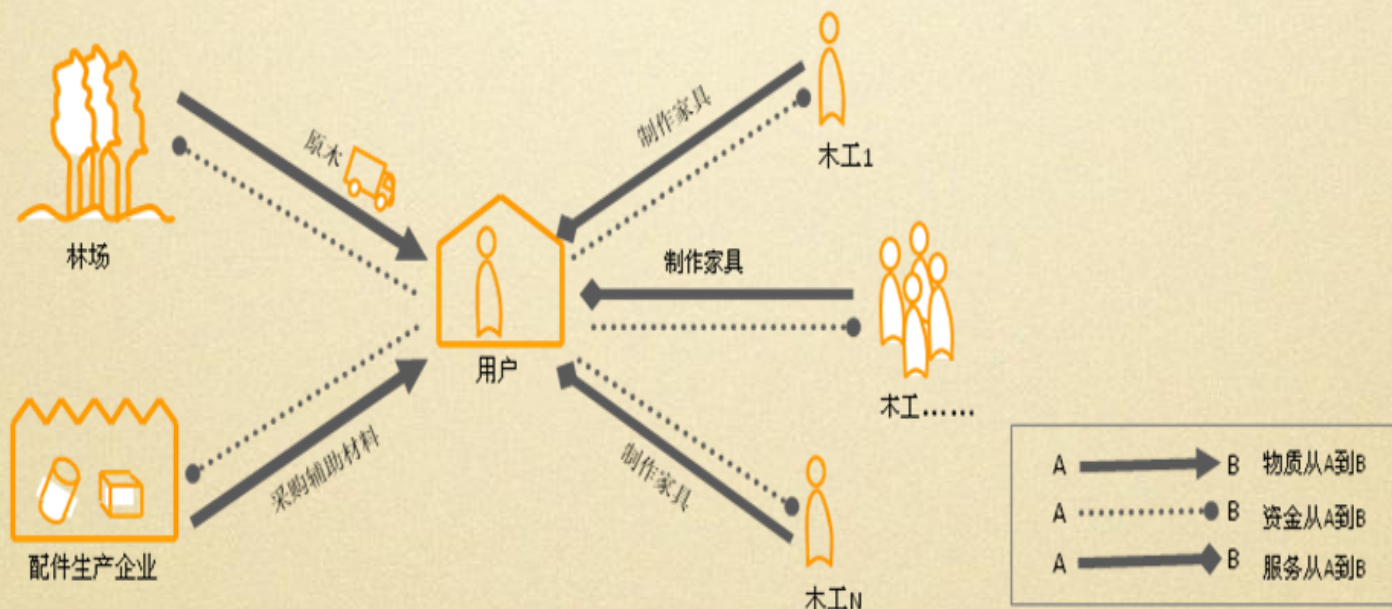 原木
林场
采购辅助材料
配件生产企业
用户
制作家具
木工1
制作家具
木工……
制作家具
木工N
A B 物质从A到B
A B 资金从A到B
A B 服务从A到B